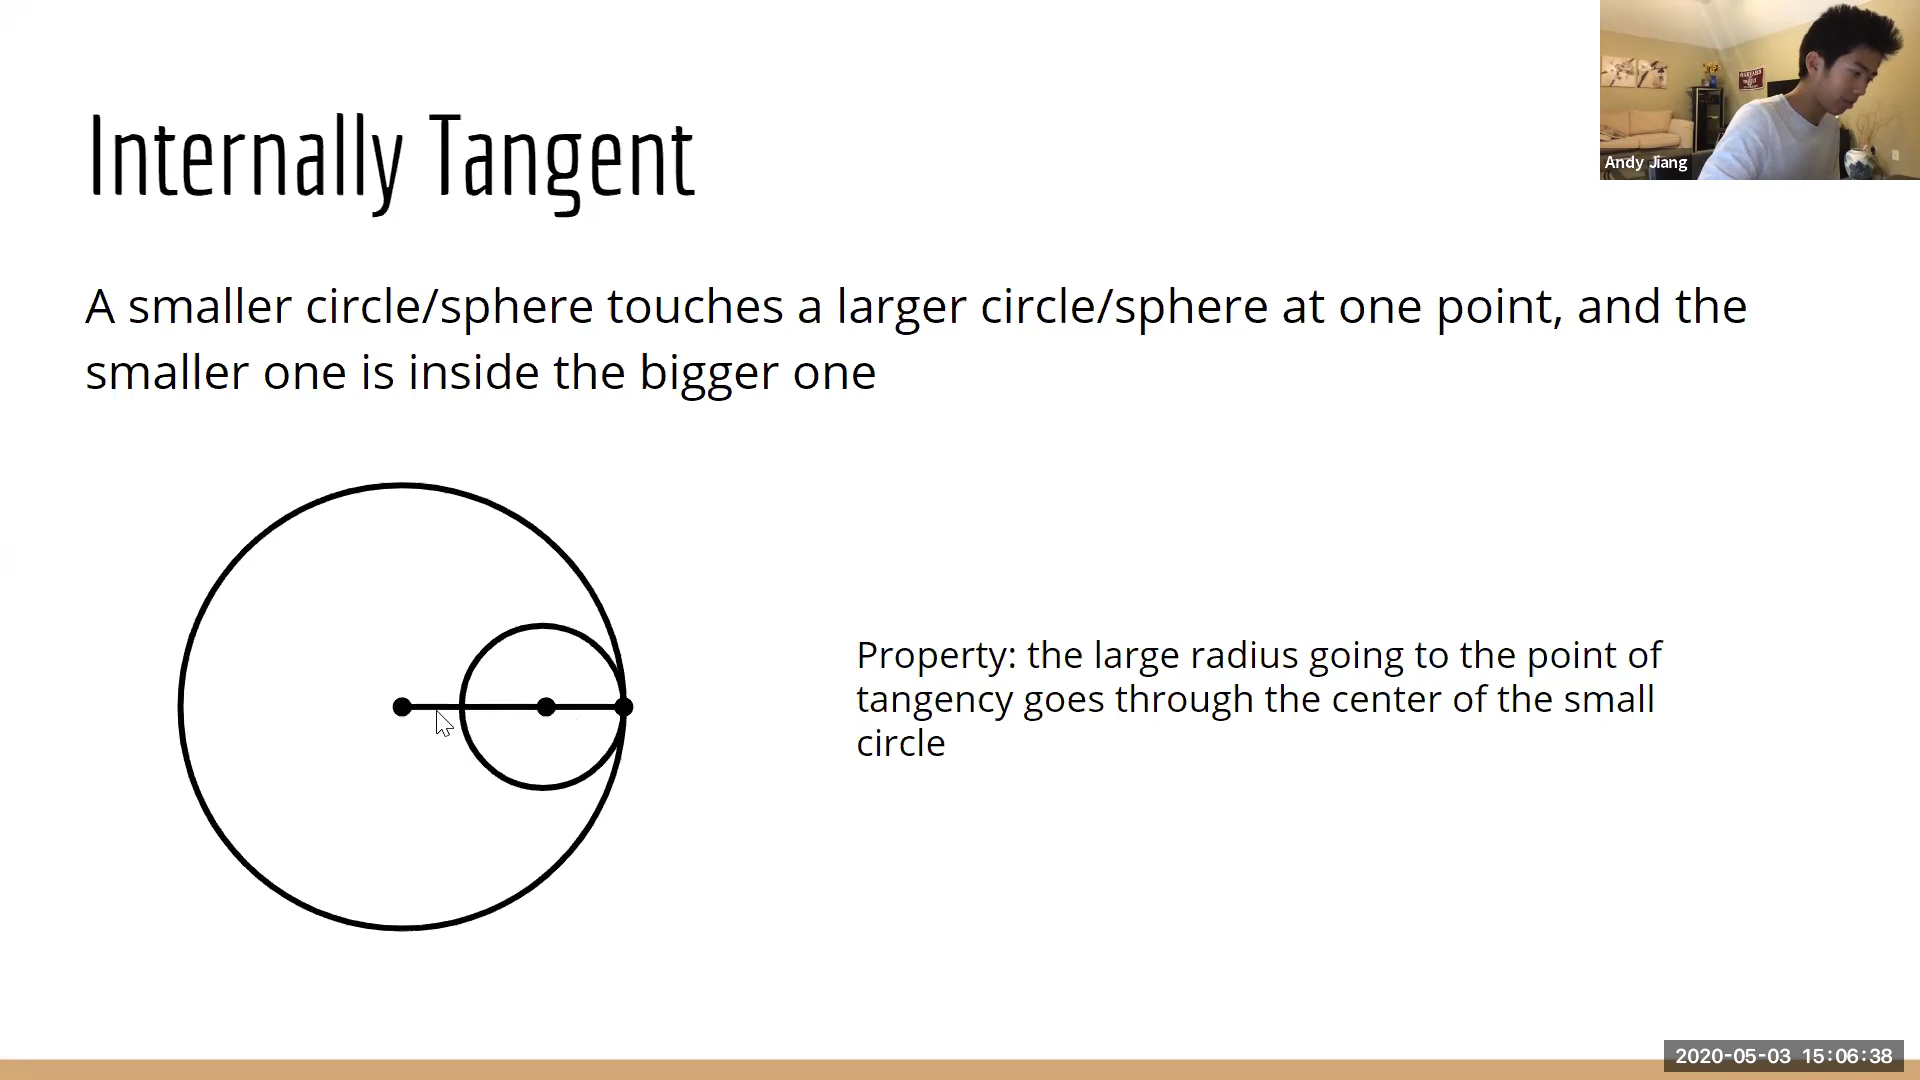 Internally Tangent
A smaller circle/sphere touches a larger circle/sphere at one point, and the
smaller one is inside the bigger one
Property: the large radius going to the point of
tangency goes through the center of the small
circle
Andy Jiang
2020-05-03 15:06:38